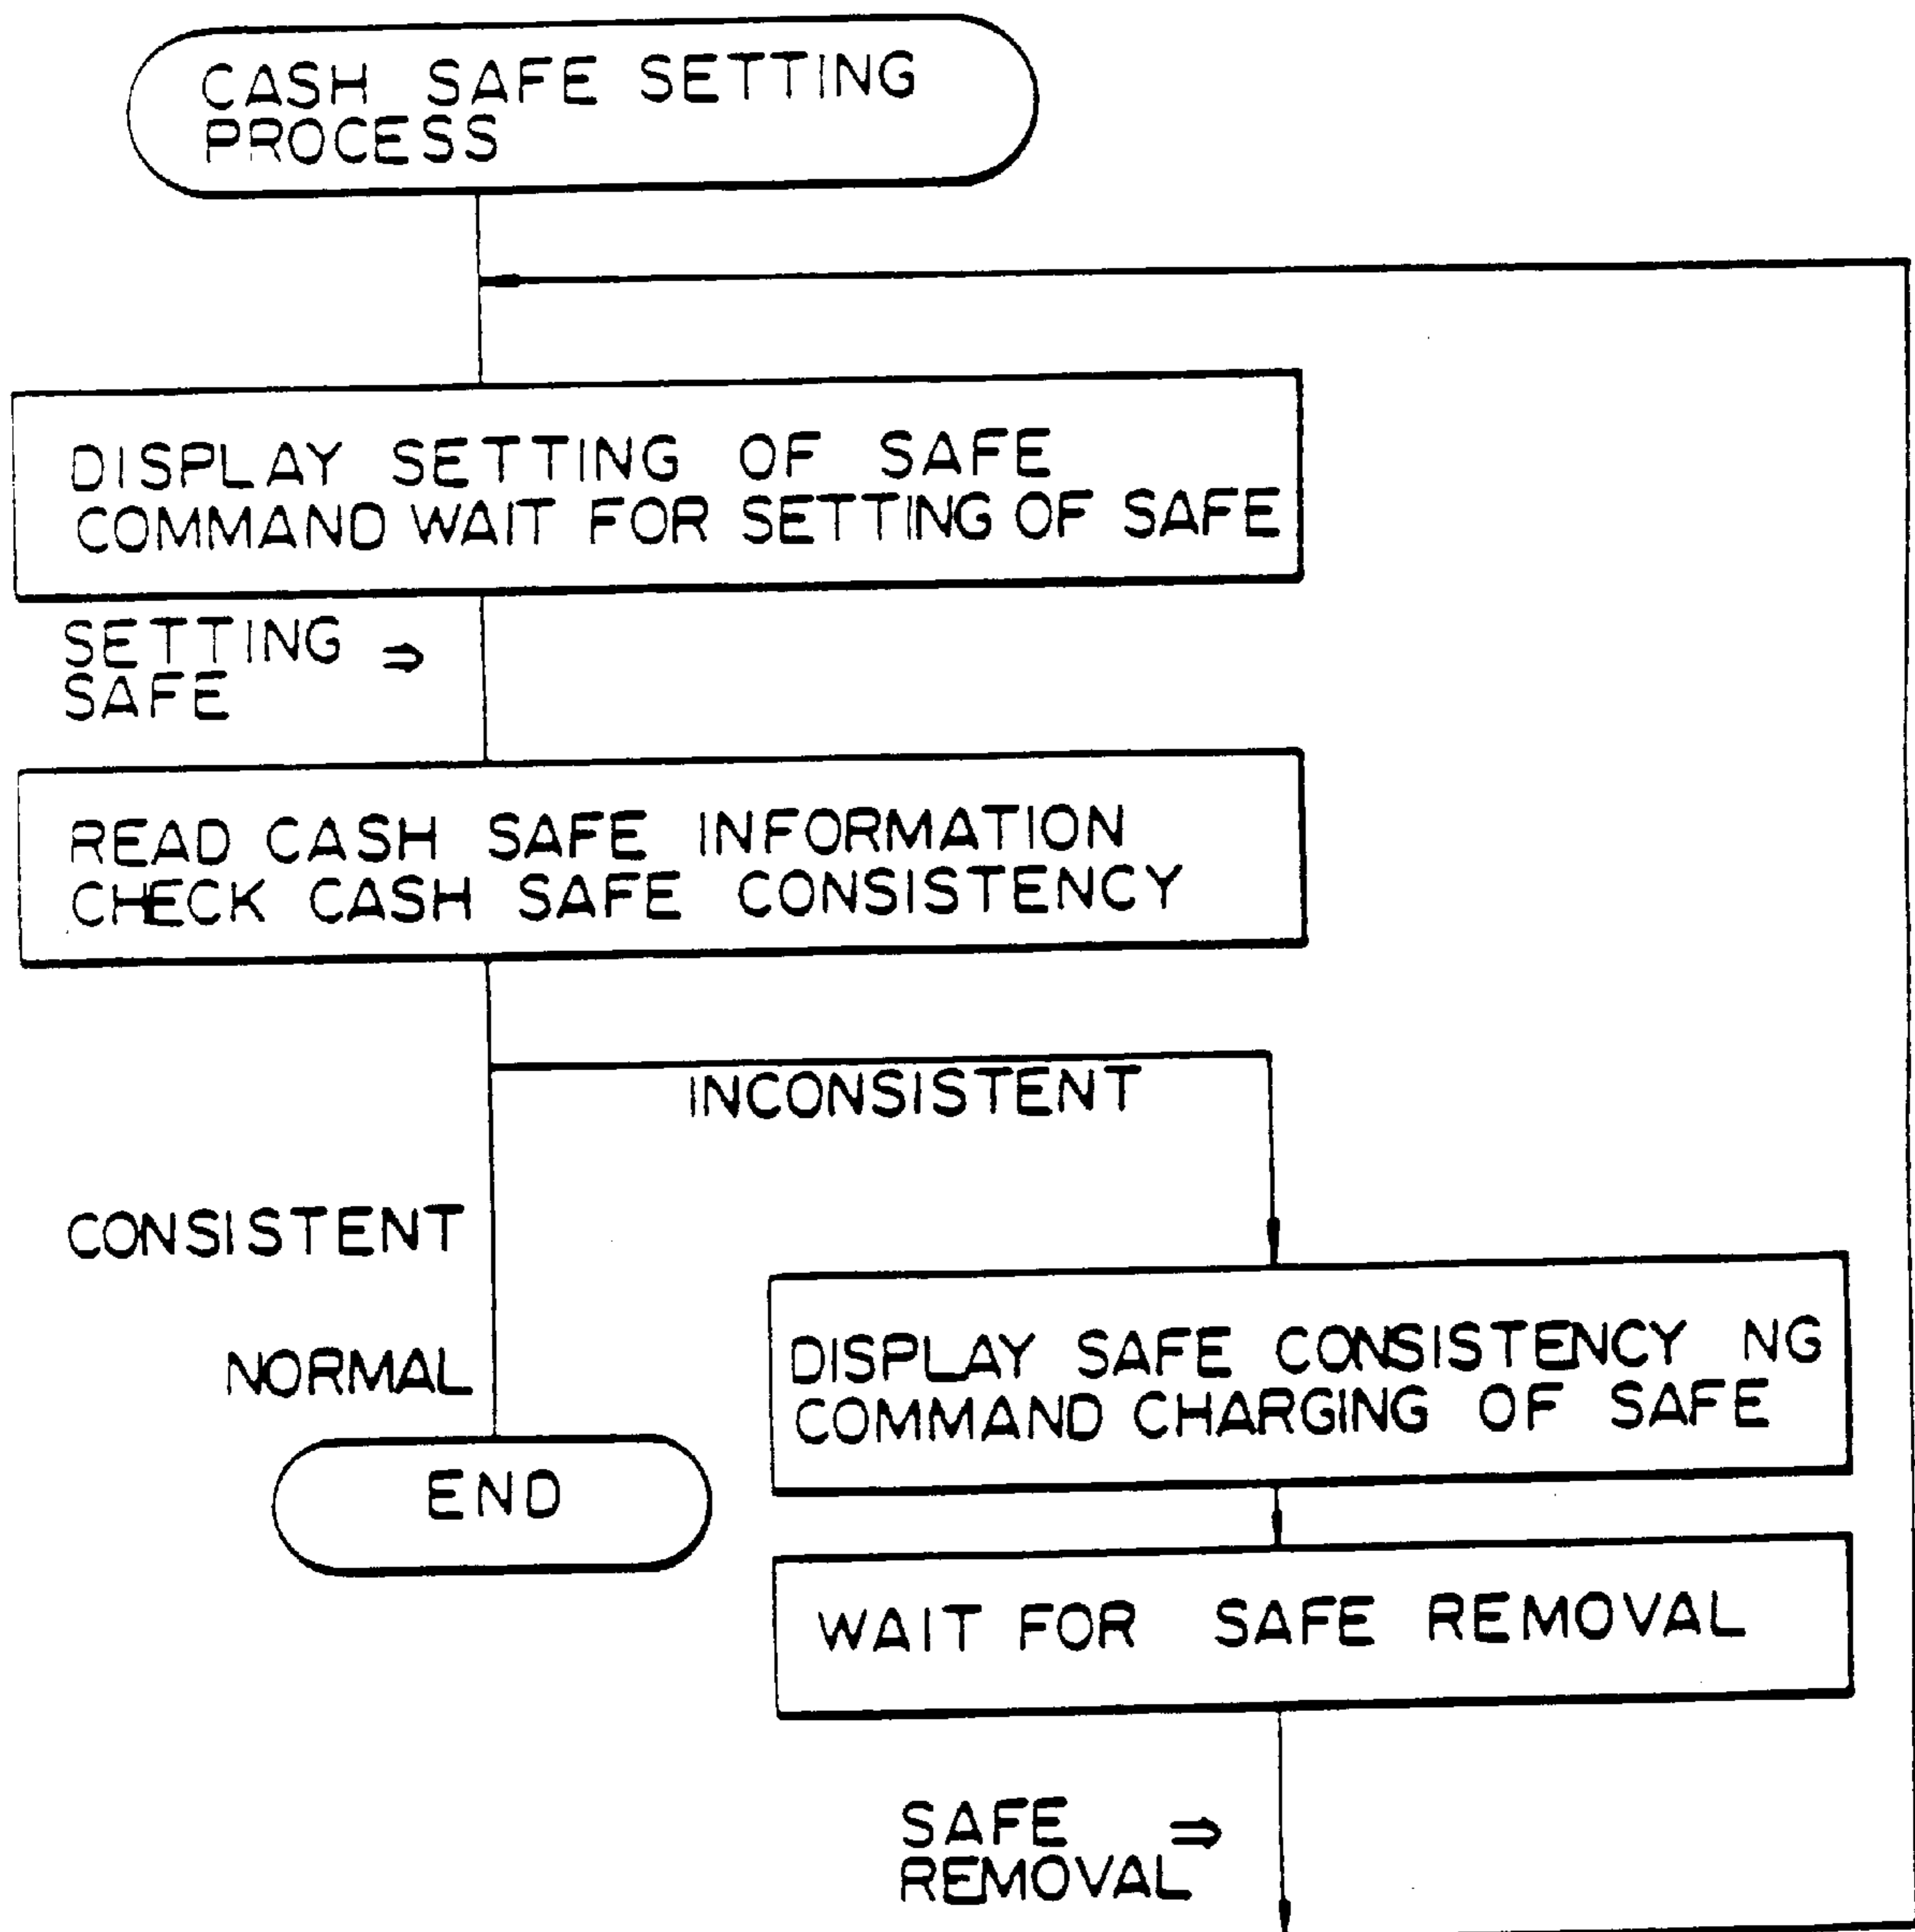 CASH SAFE SETTING
PROCESS
DISPLAY SETTING OF SAFE
COMMAND WAIT FOR SETTING OF SAFE
SETTING ⇒
SAFE
READ CASH SAFE INFORMATION
CHECK CASH SAFE CONSISTENCY
INCONSISTENT
CONSISTENT
NORMAL
END
DISPLAY SAFE CONSISTENCY NG
COMMAND CHARGING OF SAFE
WAIT FOR SAFE REMOVAL
SAFE ⇒
REMOVAL